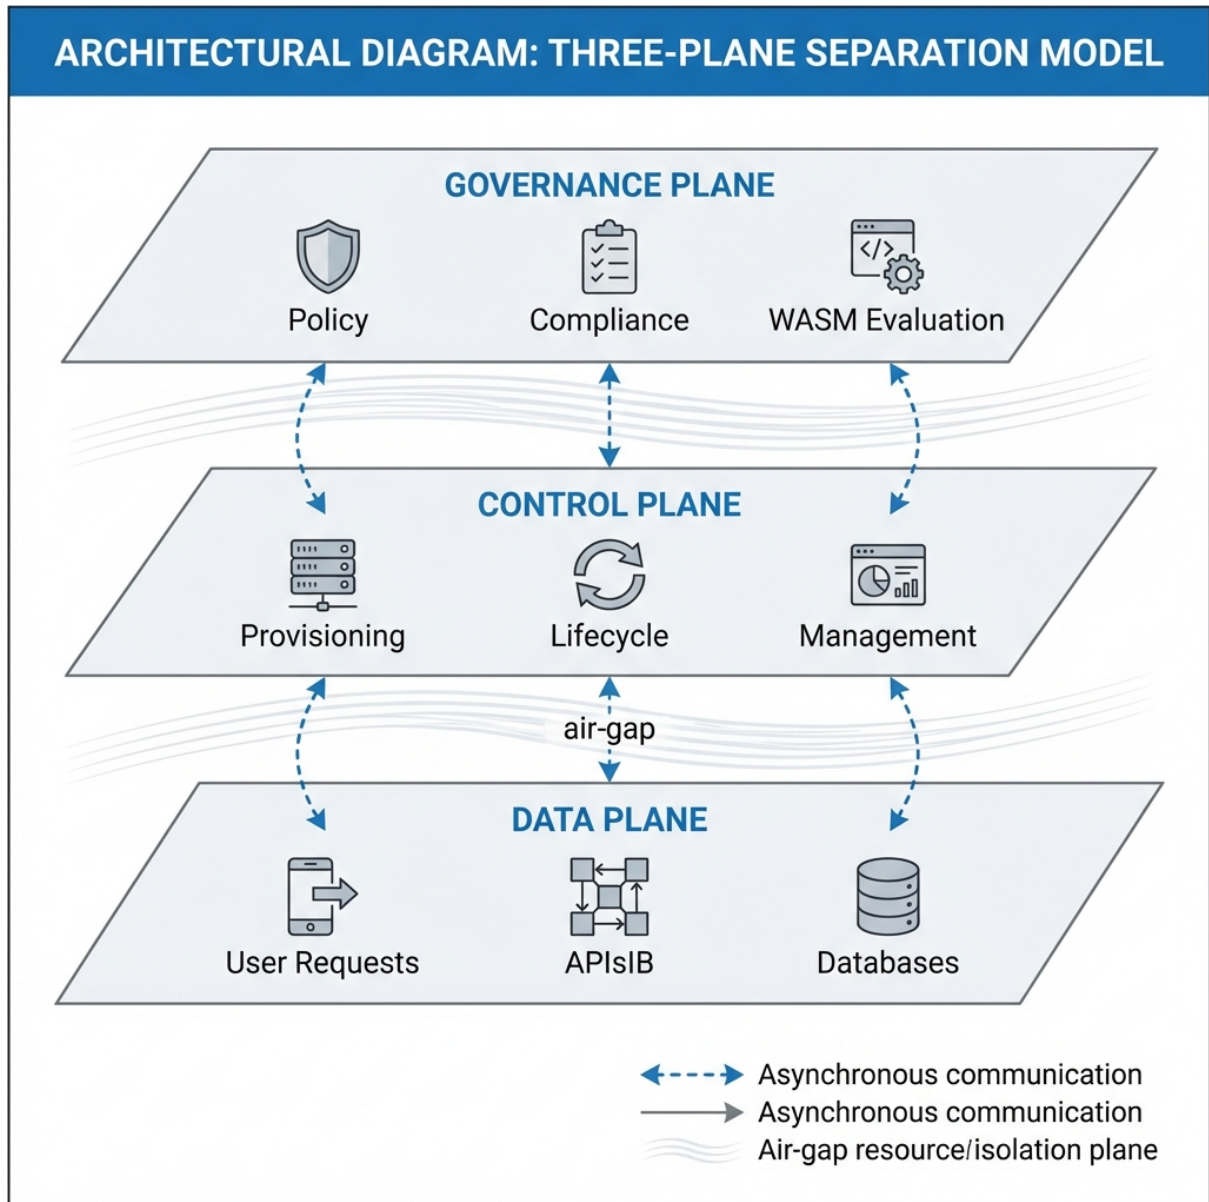 ARCHITECTURAL DIAGRAM: THREE-PLANE SEPARATION MODEL
GOVERNANCE PLANE
Policy
Compliance
WASM Evaluation
CONTROL PLANE
Provisioning
Lifecycle
Management
air-gap
DATA PLANE
User Requests
APIsIB
Databases
Asynchronous communication
Asynchronous communication
Air-gap resource/isolation plane